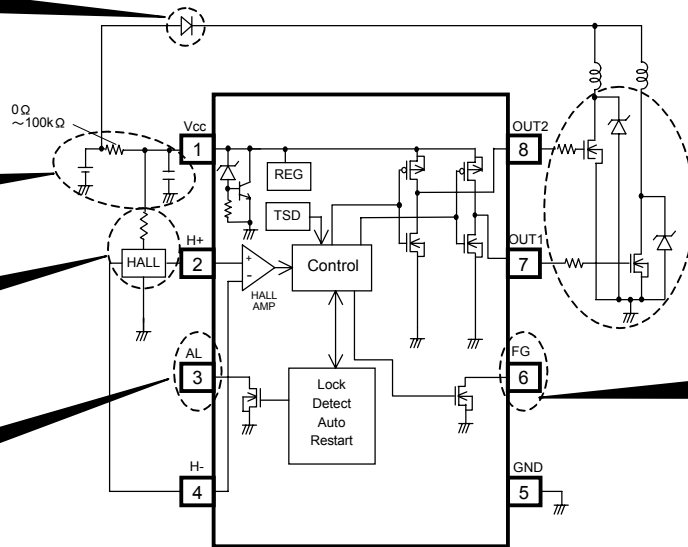 0Ω
～100kΩ
Vcc
1
REG
TSD
OUT2
8
H+
2
HALL
+
−
HALL
AMP
Control
OUT1
7
AL
3
Lock
Detect
Auto
Restart
FG
6
H-
4
GND
5